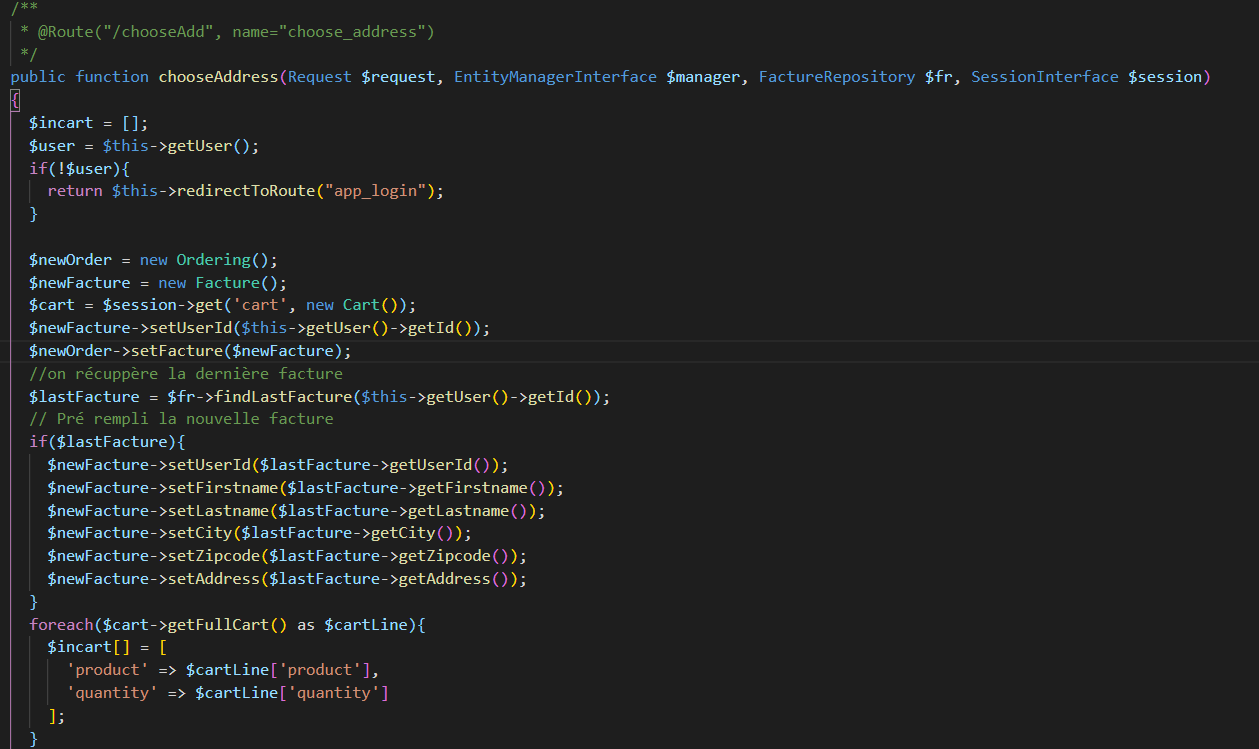 /**
 * @Route("/chooseAdd", name="choose_address")
 */
public function chooseAddress(Request $request, EntityManagerInterface $manager, FactureRepository $fr, SessionInterface $session)
{
  $incart = [];
  $user = $this->getUser();
  if(!$user){
    return $this->redirectToRoute("app_login");
  }

  $newOrder = new Ordering();
  $newFacture = new Facture();
  $cart = $session->get('cart', new Cart());
  $newFacture->setUserId($this->getUser()->getId());
  $newOrder->setFacture($newFacture);
  //on récuppère la dernière facture
  $lastFacture = $fr->findLastFacture($this->getUser()->getId());
  // Pré rempli la nouvelle facture
  if($lastFacture){
    $newFacture->setUserId($lastFacture->getUserId());
    $newFacture->setFirstname($lastFacture->getFirstname());
    $newFacture->setLastname($lastFacture->getLastname());
    $newFacture->setCity($lastFacture->getCity());
    $newFacture->setZipcode($lastFacture->getZipcode());
    $newFacture->setAddress($lastFacture->getAddress());
  }
  foreach($cart->getFullCart() as $cartLine){
    $incart[] = [
      'product' => $cartLine['product'],
      'quantity' => $cartLine['quantity']
    ];
  }